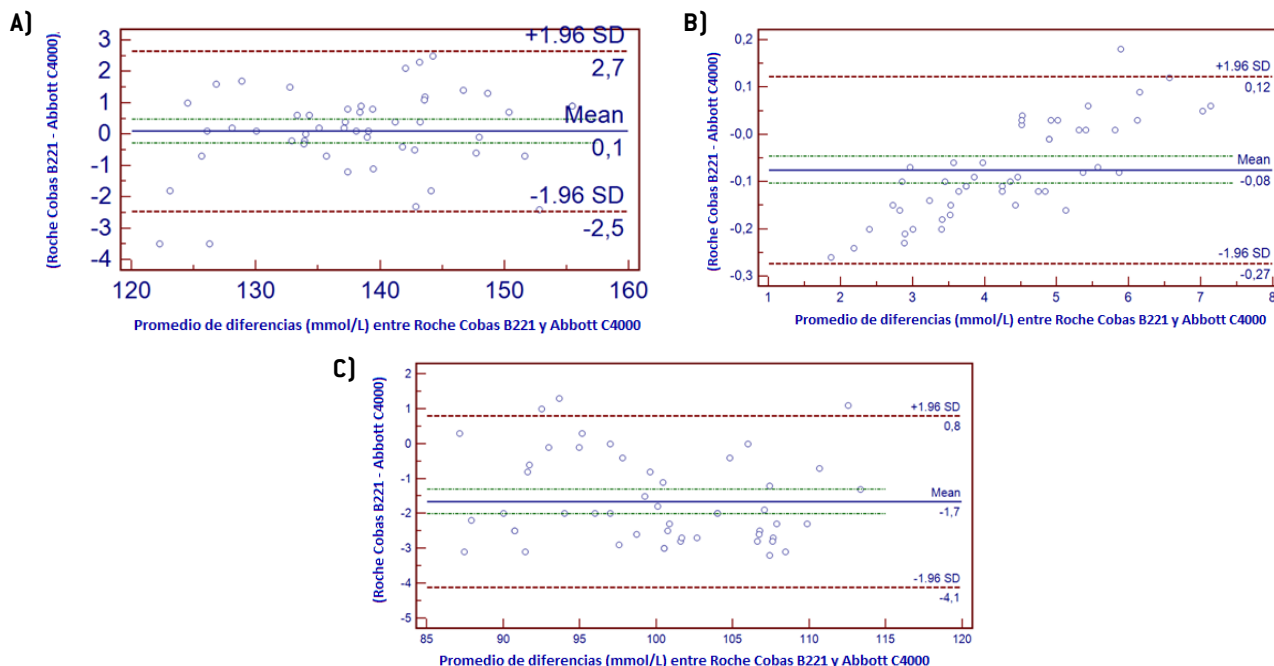 A)
(Roche Cobas B221 - Abbott C4000)
3
2
1
0
-1
-2
-3
-4
+1.96 SD
2,7
Mean
0,1
-1.96 SD
-2,5
120 130 140 150 160
Promedio de diferencias (mmol/L) entre Roche Cobas B221 y Abbott C4000
B)
(Roche Cobas B221 - Abbott C4000)
0,2
0,1
-0,0
-0,1
-0,2
-0,3
+1.96 SD
0,12
Mean
-0,08
-1.96 SD
-0,27
1 2 3 4 5 6 7 8
Promedio de diferencias (mmol/L) entre Roche Cobas B221 y Abbott C4000
C)
(Roche Cobas B221 - Abbott C4000)
2
1
0
-1
-2
-3
-4
-5
+1.96 SD
0,8
Mean
-1,7
-1.96 SD
-4,1
85 90 95 100 105 110 115 120
Promedio de diferencias (mmol/L) entre Roche Cobas B221 y Abbott C4000